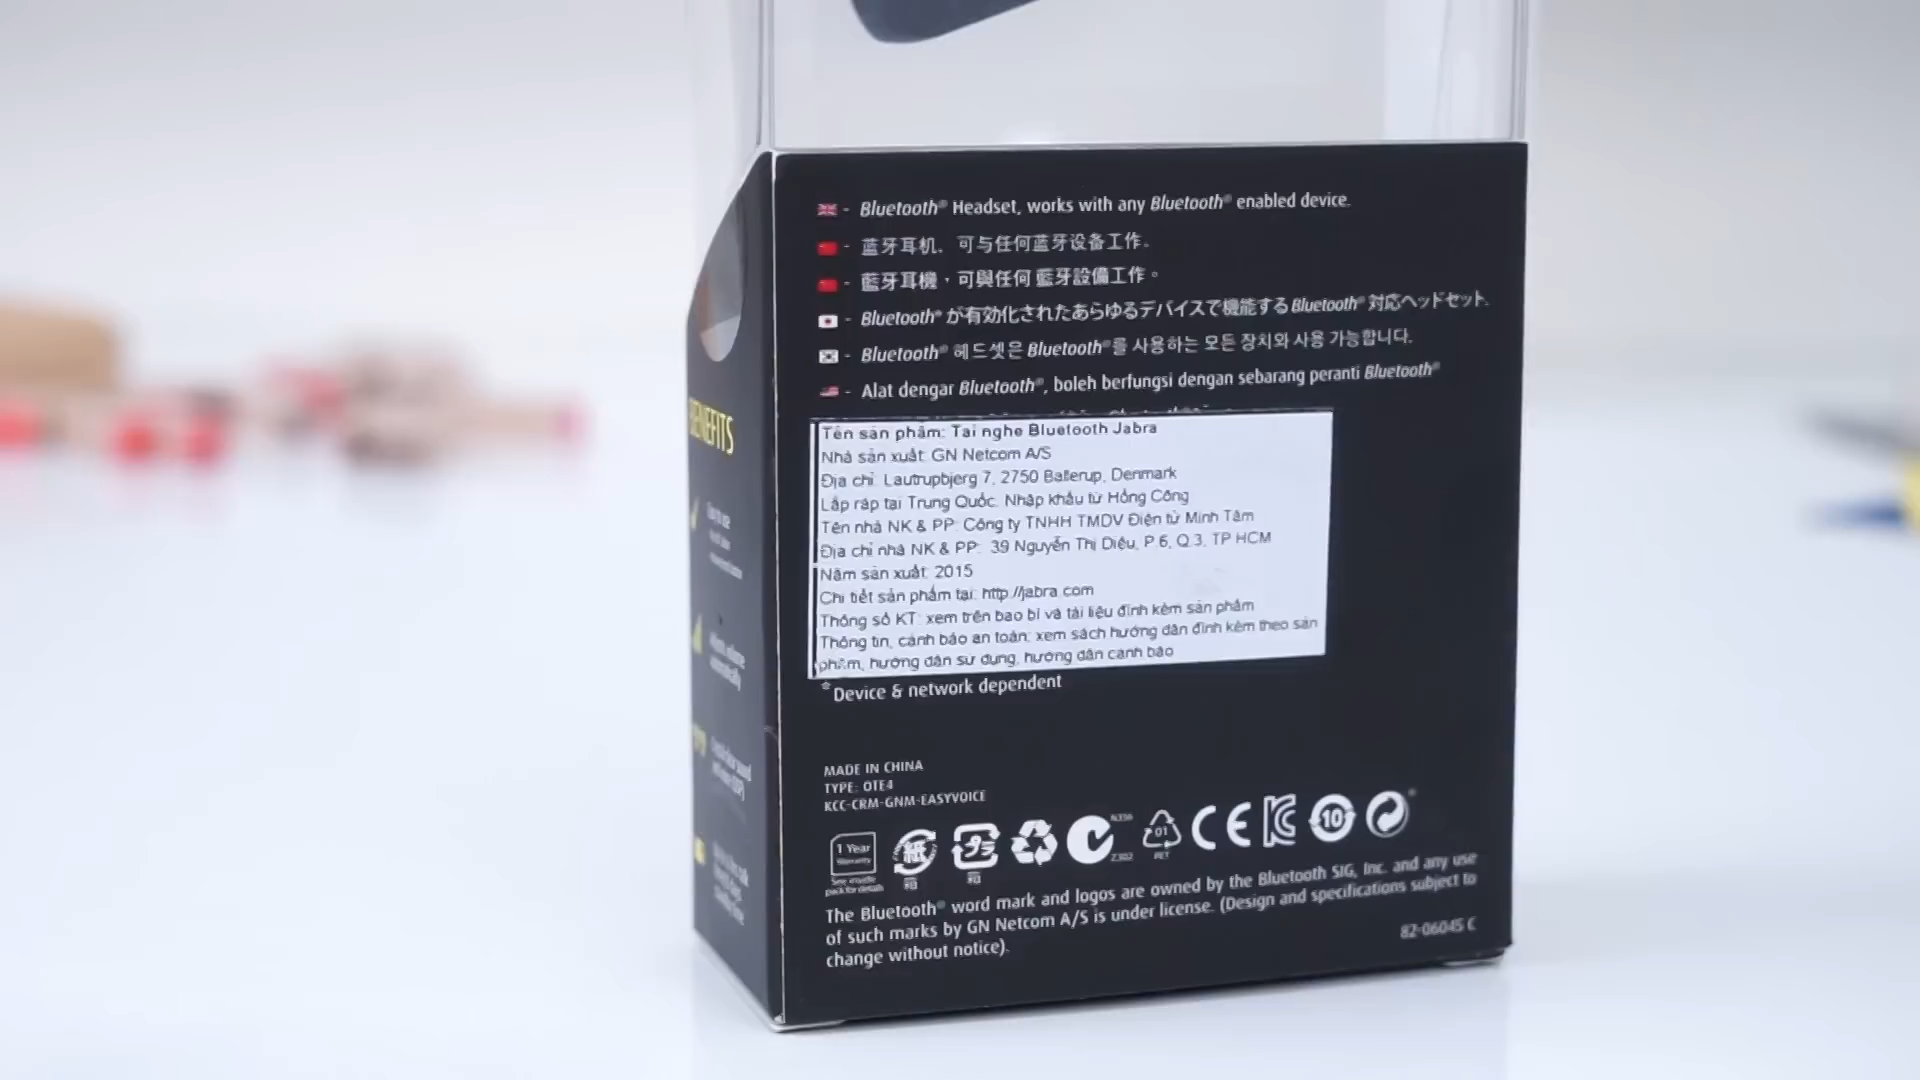 - Bluetooth® Headset, works with any Bluetooth® enabled device.
- 蓝牙耳机、可与任何蓝牙设备工作。
- 藍牙耳機，可與任何 藍牙設備工作。
- Bluetooth® が有効化されたあらゆるデバイスで機能する Bluetooth® 対応ヘッドセット.
- Bluetooth® 헤드셋은 Bluetooth®를 사용하는 모든 장치와 사용 가능합니다.
- Alat dengar Bluetooth®, boleh berfungsi dengan sebarang peranti Bluetooth®
Tên sản phẩm: Tai nghe Bluetooth Jabra
Nhà sản xuất: GN Netcom A/S
Địa chỉ: Lautrupbjerg 7, 2750 Ballerup, Denmark
Lắp ráp tại Trung Quốc. Nhập khẩu từ Hồng Công
Tên nhà NK & PP: Công ty TNHH TMDV Điện tử Minh Tâm
Địa chỉ nhà NK & PP: 39 Nguyễn Thị Diệu, P.6, Q.3, TP HCM
Năm sản xuất: 2015
Chi tiết sản phẩm tại: http://jabra.com
Thông số KT: xem trên bao bì và tài liệu đính kèm sản phẩm
Thông tin, cảnh báo an toàn: xem sách hướng dẫn đính kèm theo sản
phẩm, hướng dẫn sử dụng, hướng dẫn cảnh báo
*Device & network dependent
MADE IN CHINA
TYPE: OTE4
KCC-CRM-GNM-EASYVOICE
1 Year
Warranty
See inside
pack for details
紙
プラ
N356
Z302
01
PET
CE
10
The Bluetooth® word mark and logos are owned by the Bluetooth SIG, Inc. and any use
of such marks by GN Netcom A/S is under license. (Design and specifications subject to
change without notice).
82-06045 C
BENEFITS